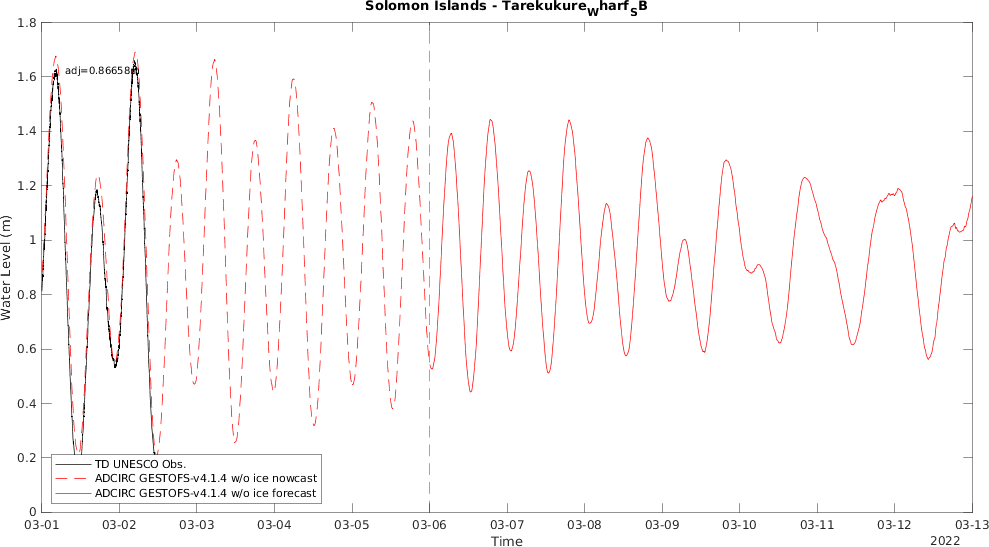 Solomon Islands - TarekukureWharfSB
1.8
1.6
1.4
1.2
1
0.8
0.6
0.4
0.2
0
Water Level (m)
adj=0.86658m
TD UNESCO Obs.
ADCIRC GESTOFS-v4.1.4 w/o ice nowcast
ADCIRC GESTOFS-v4.1.4 w/o ice forecast
03-01 03-02 03-03 03-04 03-05 03-06 03-07 03-08 03-09 03-10 03-11 03-12 03-13
Time
2022